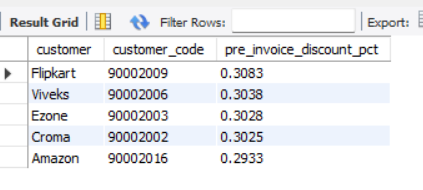 Result Grid Filter Rows: Export:
customer customer_code pre_invoice_discount_pct
Flipkart 90002009 0.3083
Viveks 90002006 0.3038
Ezone 90002003 0.3028
Croma 90002002 0.3025
Amazon 90002016 0.2933